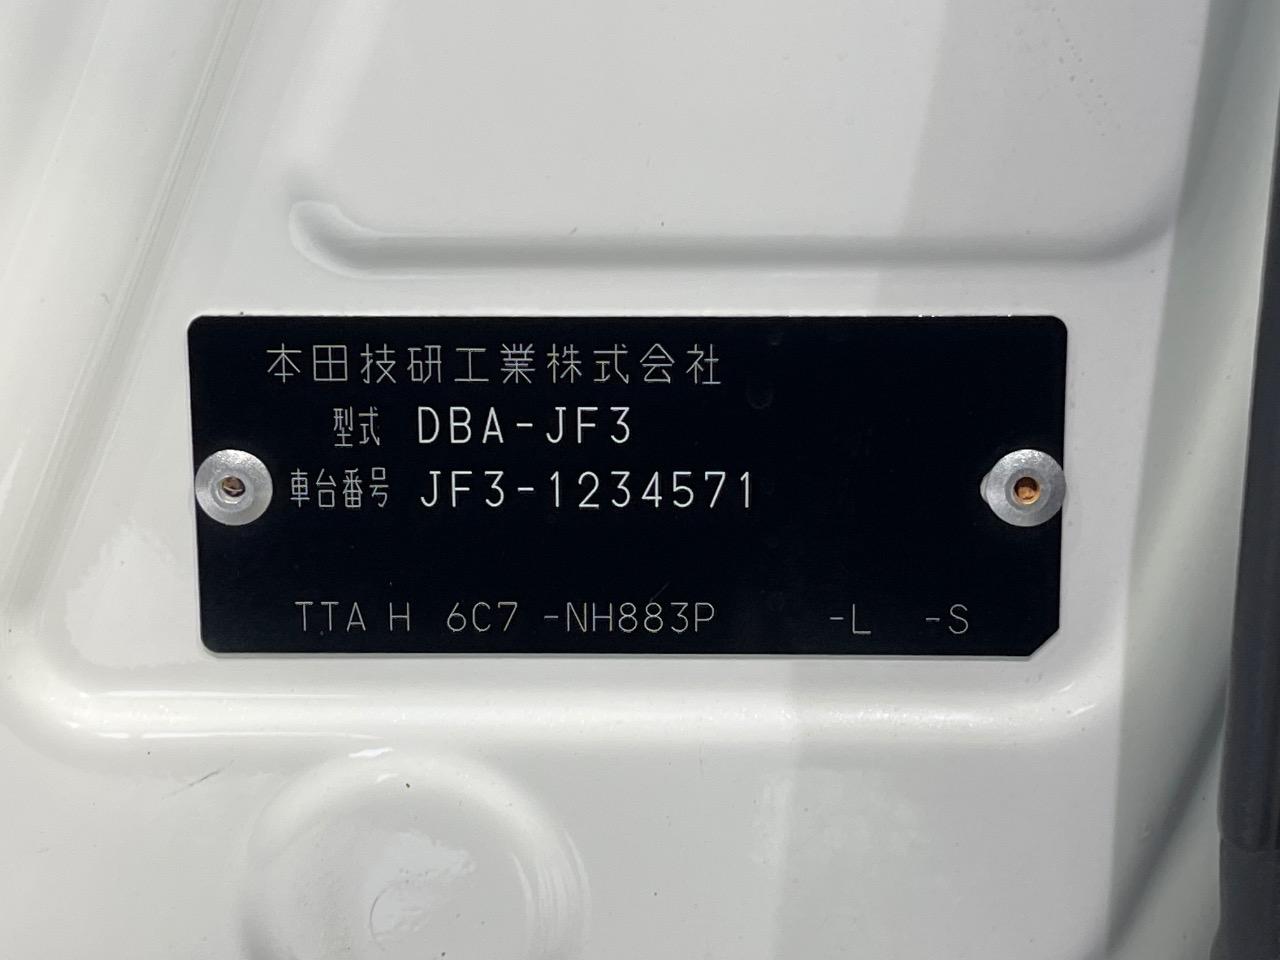 本田技研工業株式会社
型式 DBA-JF3
車台番号 JF3-1234571
TTA H 6C7 -NH883P -L -S